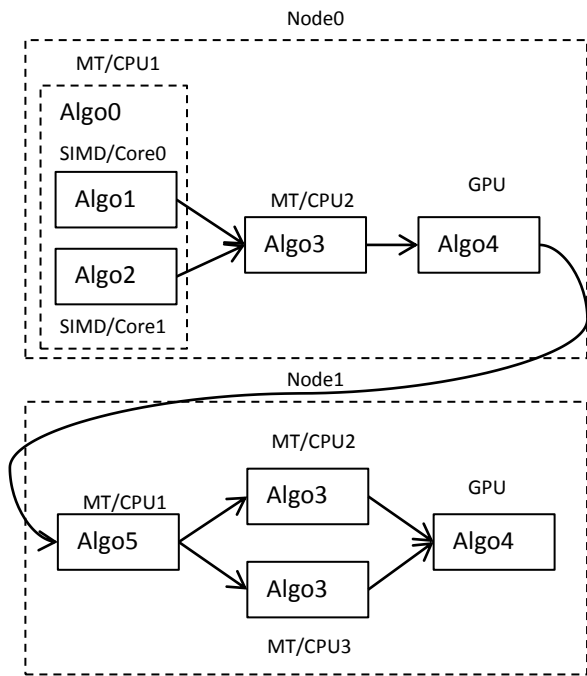 Node0
MT/CPU1
Algo0
SIMD/Core0
Algo1
MT/CPU2
GPU
Algo3
Algo4
Algo2
SIMD/Core1
Node1
MT/CPU2
MT/CPU1
Algo3
GPU
Algo5
Algo4
Algo3
MT/CPU3